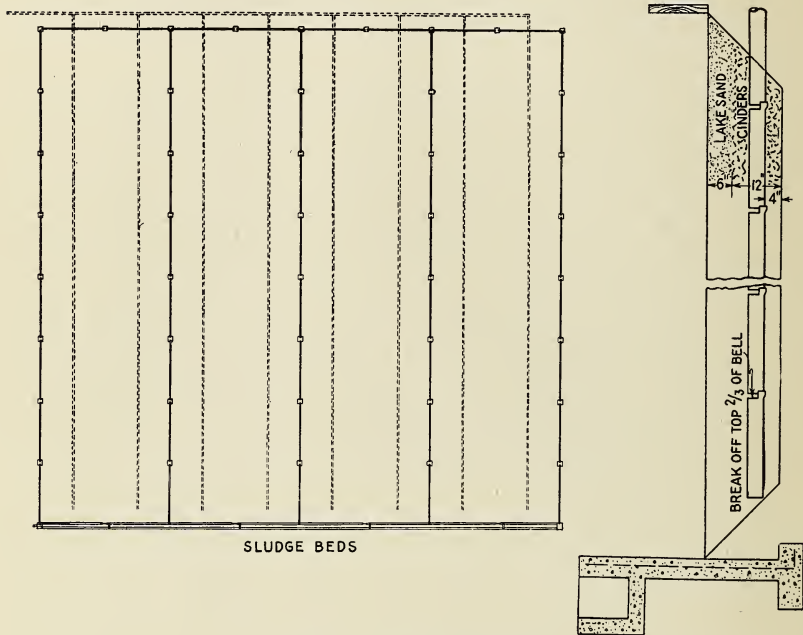 SLUDGE BEDS
LAKE SAND
CINDERS
6"
12"
4"
BREAK OFF TOP 2/3 OF BELL